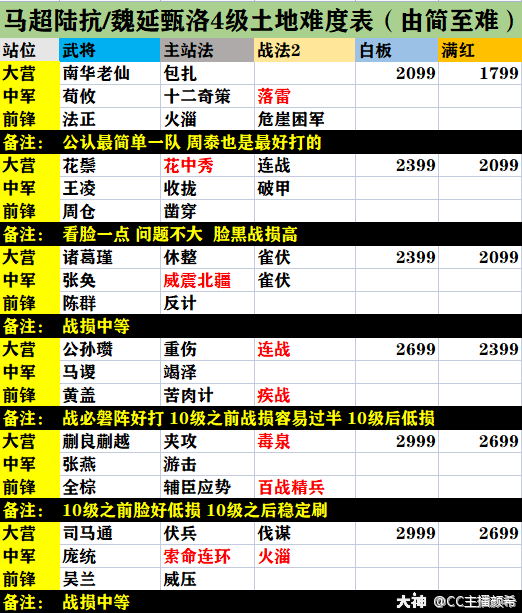 马超陆抗/魏延甄洛4级土地难度表（由简至难）
站位 武将 主站法 战法2 白板 满红
大营 南华老仙 包扎 2099 1799
中军 荀攸 十二奇策 落雷
前锋 法正 火淄 危崖困军
备注： 公认最简单一队 周泰也是最好打的
大营 花鬘 花中秀 连战 2399 2099
中军 王凌 收拢 破甲
前锋 周仓 凿穿
备注： 看脸一点 问题不大 脸黑战损高
大营 诸葛瑾 休整 雀伏 2399 2099
中军 张奂 威震北疆 雀伏
前锋 陈群 反计
备注： 战损中等
大营 公孙瓒 重伤 连战 2699 2399
中军 马谡 竭泽
前锋 黄盖 苦肉计 疾战
备注： 战必磐阵好打 10级之前战损容易过半 10级后低损
大营 蒯良蒯越 夹攻 毒泉 2999 2699
中军 张燕 游击
前锋 全棕 辅臣应势 百战精兵
备注： 10级之前脸好低损 10级之后稳定刷
大营 司马通 伏兵 伐谋 2999 2699
中军 庞统 索命连环 火淄
前锋 吴兰 威压
备注： 战损中等
大神 @CC主播颜希